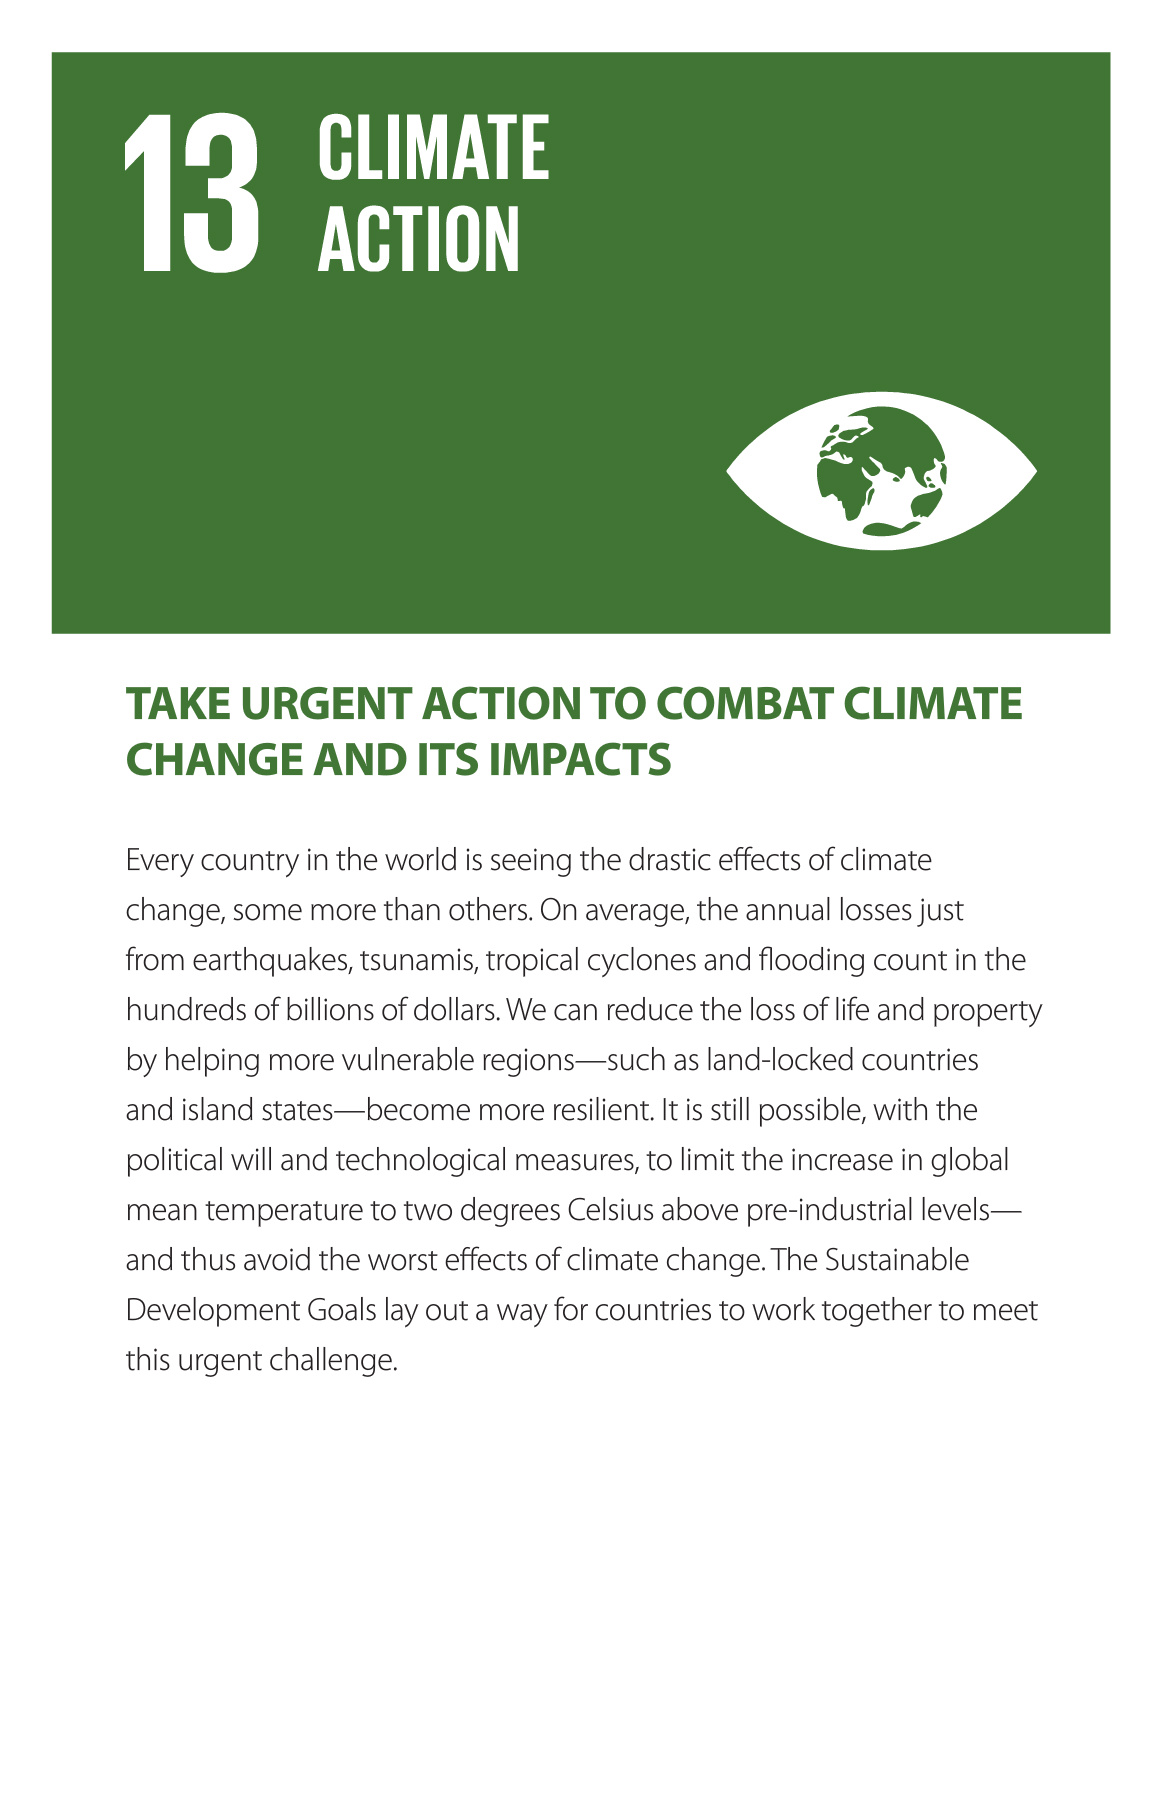 13 CLIMATE
ACTION
TAKE URGENT ACTION TO COMBAT CLIMATE
CHANGE AND ITS IMPACTS
Every country in the world is seeing the drastic effects of climate
change, some more than others. On average, the annual losses just
from earthquakes, tsunamis, tropical cyclones and flooding count in the
hundreds of billions of dollars. We can reduce the loss of life and property
by helping more vulnerable regions—such as land-locked countries
and island states—become more resilient. It is still possible, with the
political will and technological measures, to limit the increase in global
mean temperature to two degrees Celsius above pre-industrial levels—
and thus avoid the worst effects of climate change. The Sustainable
Development Goals lay out a way for countries to work together to meet
this urgent challenge.